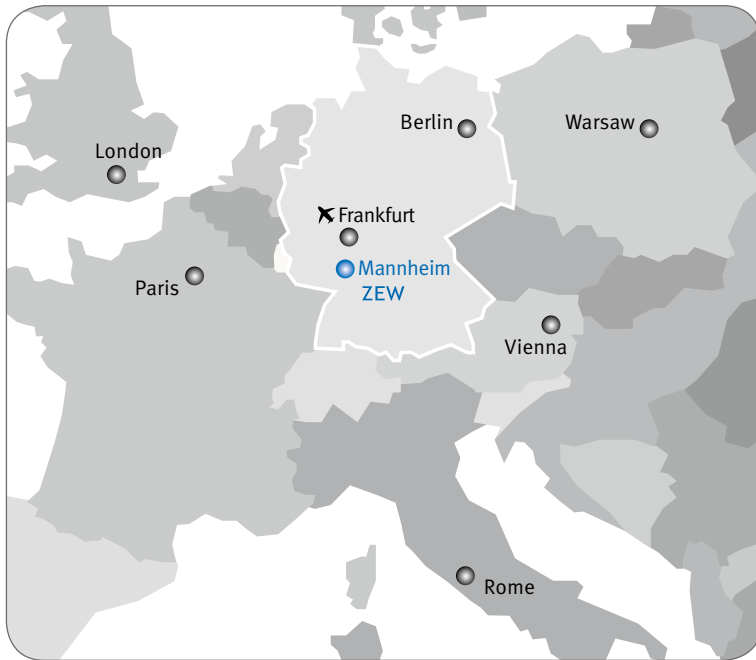 Berlin
Warsaw
London
Frankfurt
Mannheim
ZEW
Paris
Vienna
Rome